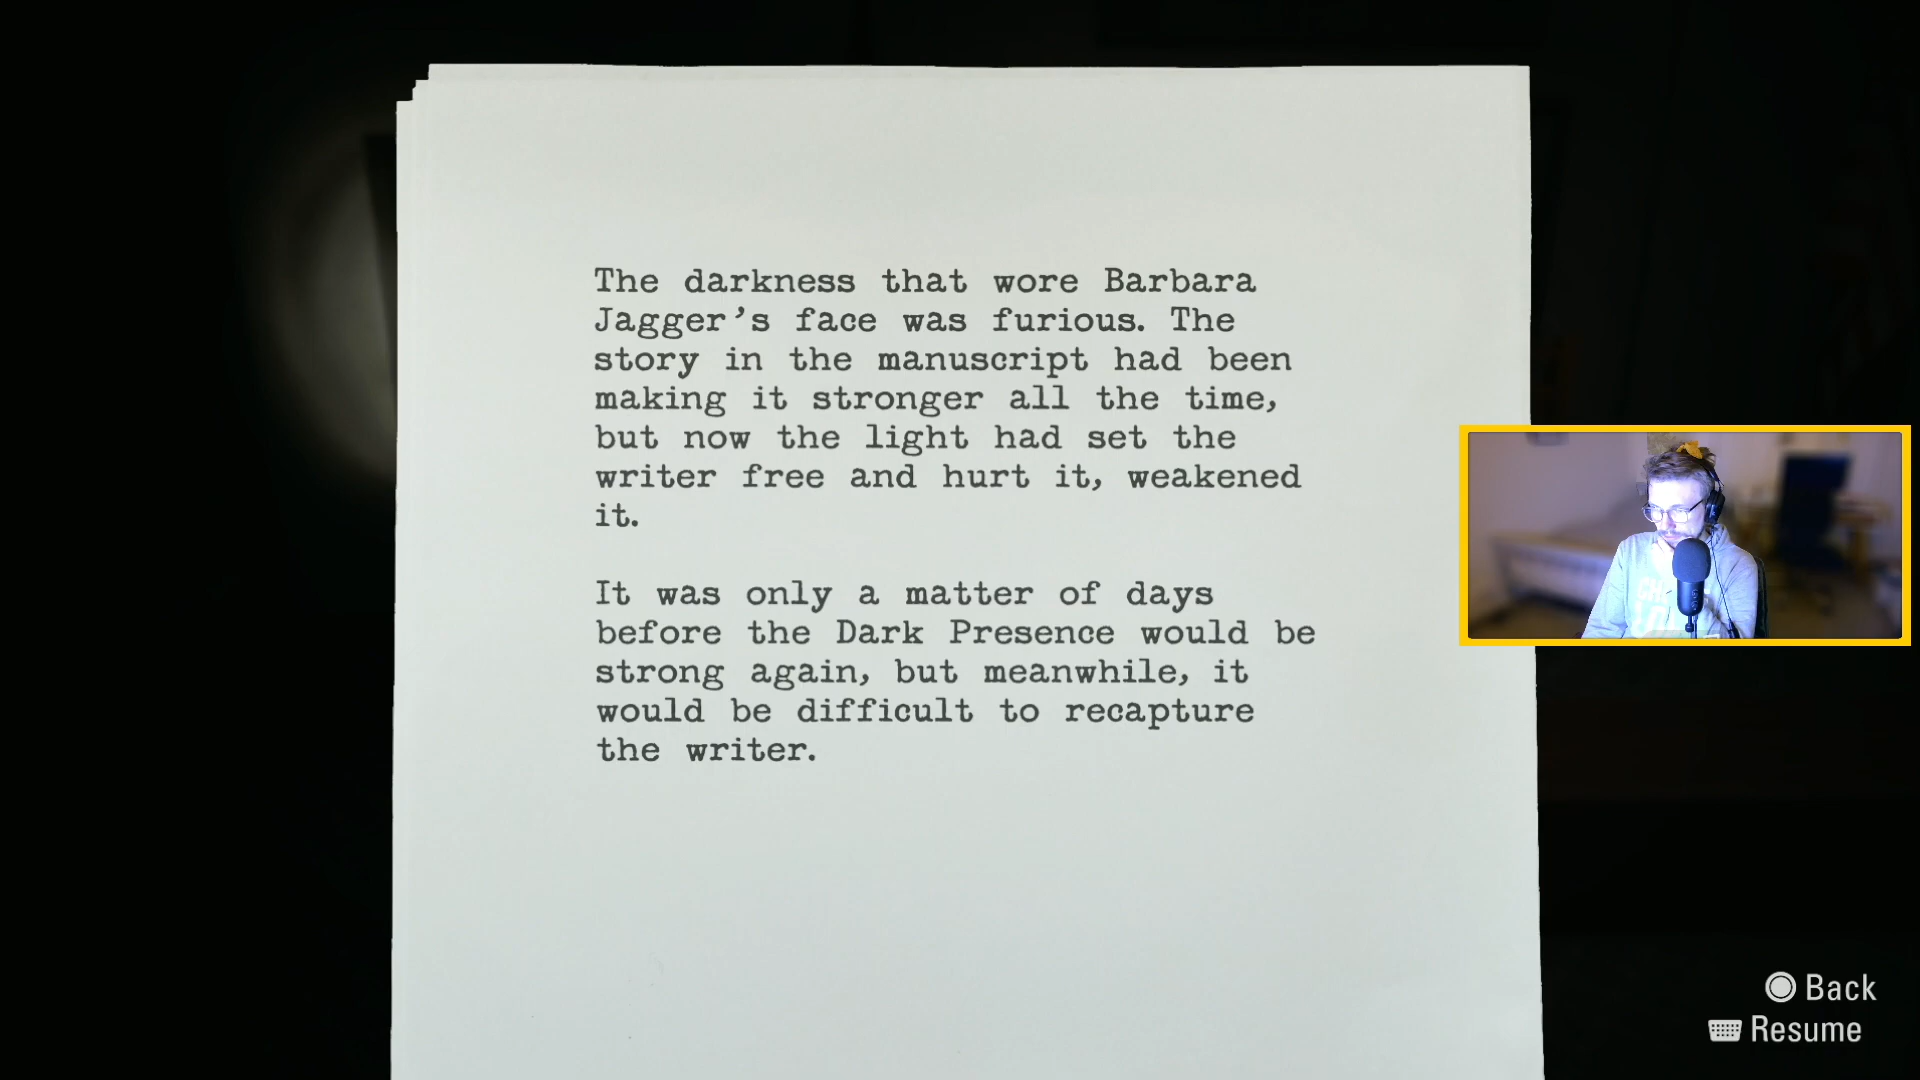 The darkness that wore Barbara
Jagger's face was furious. The
story in the manuscript had been
making it stronger all the time,
but now the light had set the
writer free and hurt it, weakened
it.
It was only a matter of days
before the Dark Presence would be
strong again, but meanwhile, it
would be difficult to recapture
the writer.
Back
Resume